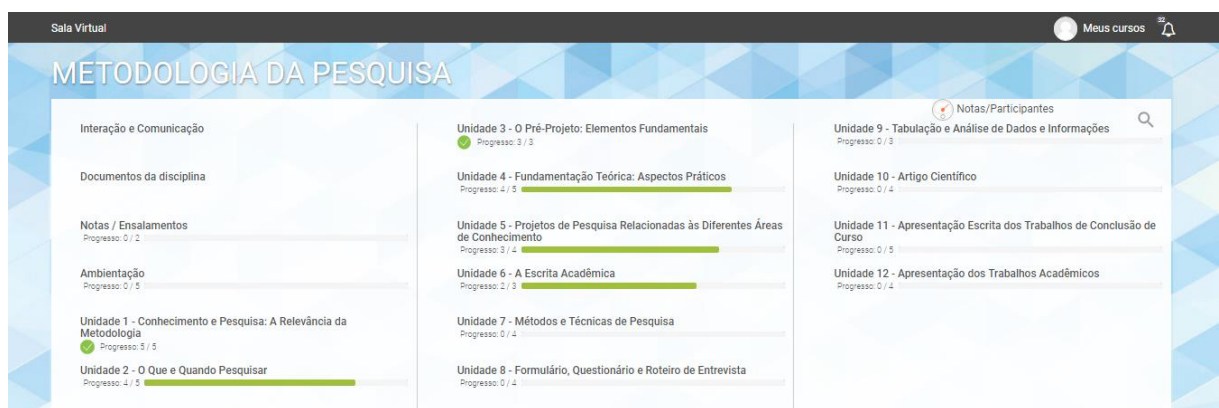 Sala Virtual
Meus cursos
32
METODOLOGIA DA PESQUISA
Notas/Participantes
Interação e Comunicação
Documentos da disciplina
Notas / Ensalamentos
Progresso: 0 / 2
Ambientação
Progresso: 0 / 5
Unidade 1 - Conhecimento e Pesquisa: A Relevância da
Metodologia
Progresso: 5 / 5
Unidade 2 - O Que e Quando Pesquisar
Progresso: 4 / 5
Unidade 3 - O Pré-Projeto: Elementos Fundamentais
Progresso: 3 / 3
Unidade 4 - Fundamentação Teórica: Aspectos Práticos
Progresso: 4 / 5
Unidade 5 - Projetos de Pesquisa Relacionadas às Diferentes Áreas
de Conhecimento
Progresso: 3 / 4
Unidade 6 - A Escrita Acadêmica
Progresso: 2 / 3
Unidade 7 - Métodos e Técnicas de Pesquisa
Progresso: 0 / 4
Unidade 8 - Formulário, Questionário e Roteiro de Entrevista
Progresso: 0 / 4
Unidade 9 - Tabulação e Análise de Dados e Informações
Progresso: 0 / 3
Unidade 10 - Artigo Científico
Progresso: 0 / 4
Unidade 11 - Apresentação Escrita dos Trabalhos de Conclusão de
Curso
Progresso: 0 / 5
Unidade 12 - Apresentação dos Trabalhos Acadêmicos
Progresso: 0 / 4